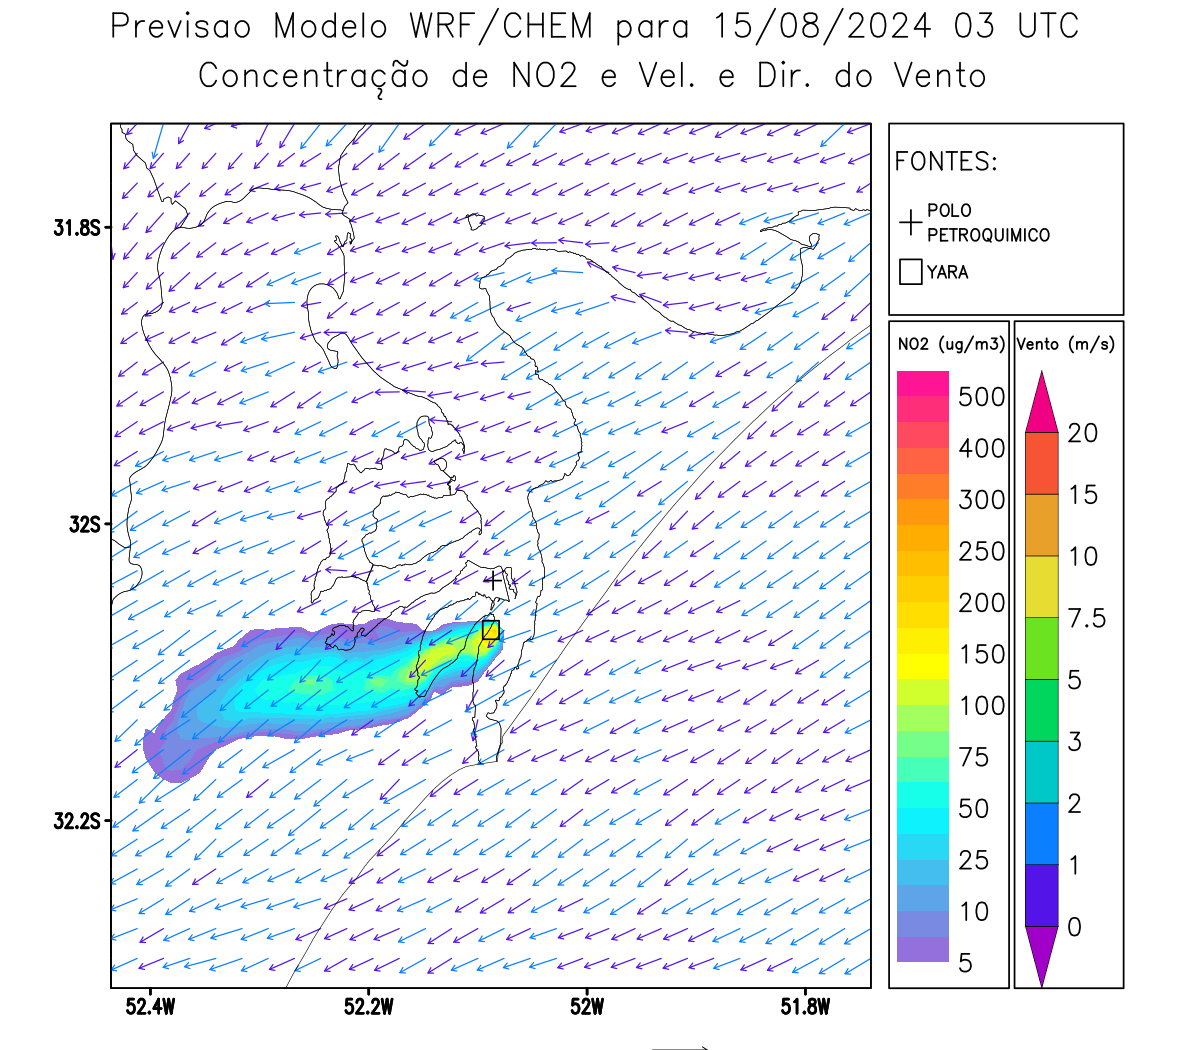 Previsao Modelo WRF/CHEM para 15/08/2024 03 UTC
Concentração de NO2 e Vel. e Dir. do Vento
FONTES:
POLO
PETROQUIMICO
YARA
NO2 (ug/m3)
500
400
300
250
200
150
100
75
50
25
10
5
Vento (m/s)
20
15
10
7.5
5
3
2
1
0
31.8S
32S
32.2S
52.4W
52.2W
52W
51.8W